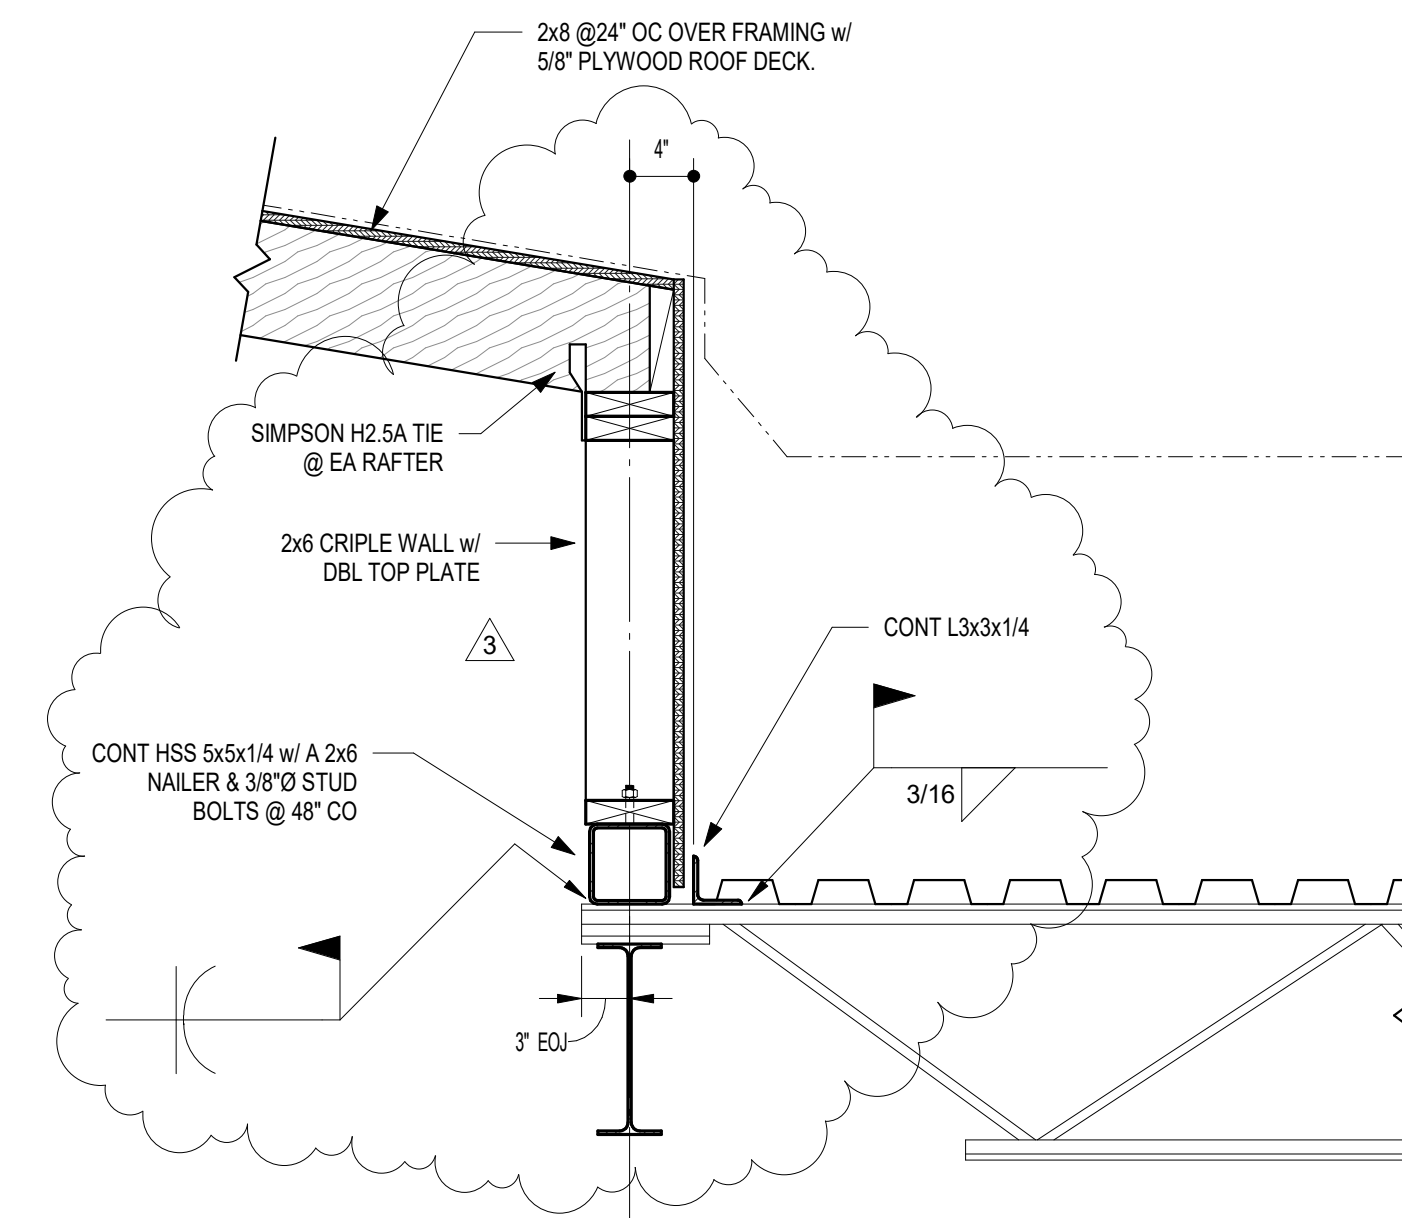 2x8 @24" OC OVER FRAMING w/
5/8" PLYWOOD ROOF DECK.
4"
SIMPSON H2.5A TIE
@ EA RAFTER
2x6 CRIPLE WALL w/
DBL TOP PLATE
3
CONT L3x3x1/4
CONT HSS 5x5x1/4 w/ A 2x6
NAILER & 3/8"Ø STUD
BOLTS @ 48" CO
3/16
3" EOJ